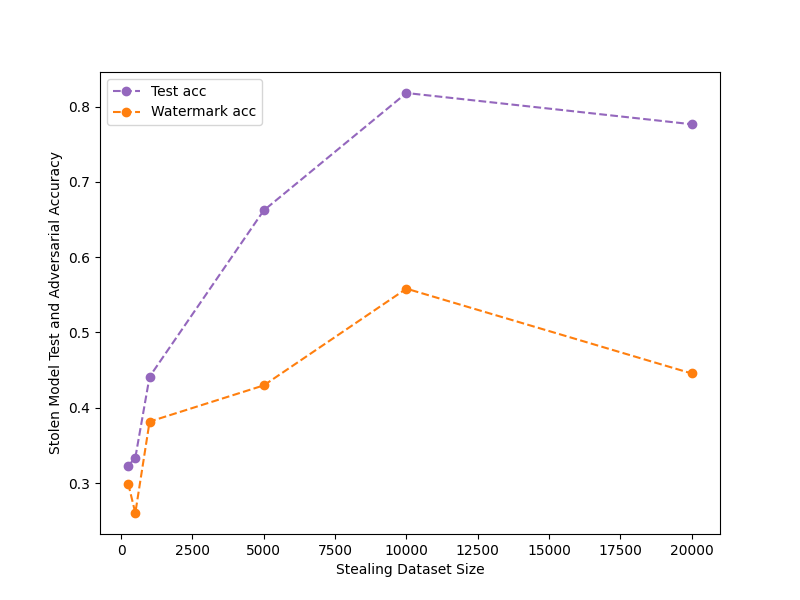 Test acc
Watermark acc
Stolen Model Test and Adversarial Accuracy
0.8
0.7
0.6
0.5
0.4
0.3
0 2500 5000 7500 10000 12500 15000 17500 20000
Stealing Dataset Size